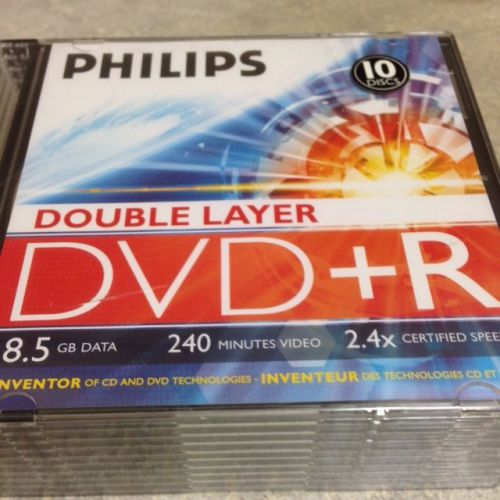 PHILIPS
10
DISCS
DOUBLE LAYER
DVD+R
8.5 GB DATA 240 MINUTES VIDEO 2.4x CERTIFIED SPEE
INVENTOR OF CD AND DVD TECHNOLOGIES - INVENTEUR DES TECHNOLOGIES CD ET